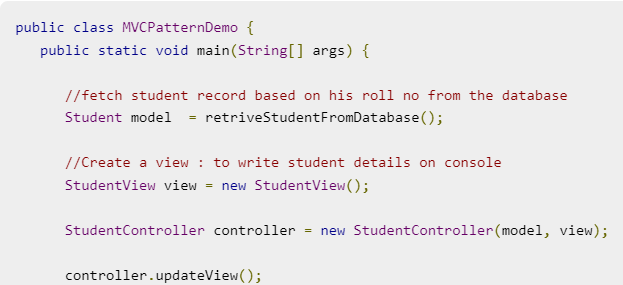 public class MVCPatternDemo {
public static void main(String[] args) {
//fetch student record based on his roll no from the database
Student model  = retriveStudentFromDatabase();
//Create a view : to write student details on console
StudentView view = new StudentView();
StudentController controller = new StudentController(model, view);
controller.updateView();